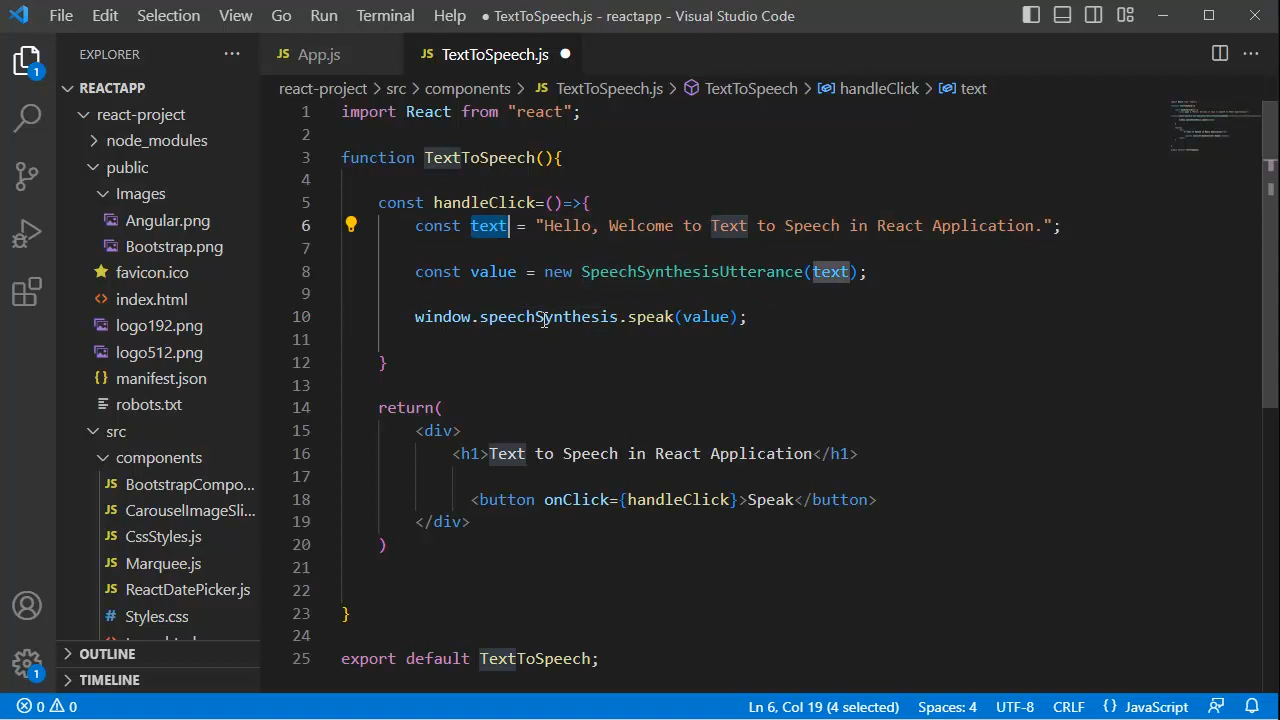 File Edit Selection View Go Run Terminal Help ● TextToSpeech.js - reactapp - Visual Studio Code
EXPLORER
REACTAPP
react-project
node_modules
public
Images
Angular.png
Bootstrap.png
favicon.ico
index.html
logo192.png
logo512.png
manifest.json
robots.txt
src
components
JS BootstrapCompo...
JS CarouselImageSli...
JS CssStyles.js
JS Marquee.js
JS ReactDatePicker.js
# Styles.css
OUTLINE
TIMELINE
JS App.js JS TextToSpeech.js ●
react-project > src > components > JS TextToSpeech.js > TextToSpeech > handleClick > text
1 import React from "react";
2
3 function TextToSpeech(){
4
5 const handleClick=()=>{
6 const text = "Hello, Welcome to Text to Speech in React Application.";
7
8 const value = new SpeechSynthesisUtterance(text);
9
10 window.speechSynthesis.speak(value);
11
12 }
13
14 return(
15 <div>
16 <h1>Text to Speech in React Application</h1>
17
18 <button onClick={handleClick}>Speak</button>
19 </div>
20 )
21
22
23 }
24
25 export default TextToSpeech;
1
1
0 0 Ln 6, Col 19 (4 selected) Spaces: 4 UTF-8 CRLF {} JavaScript